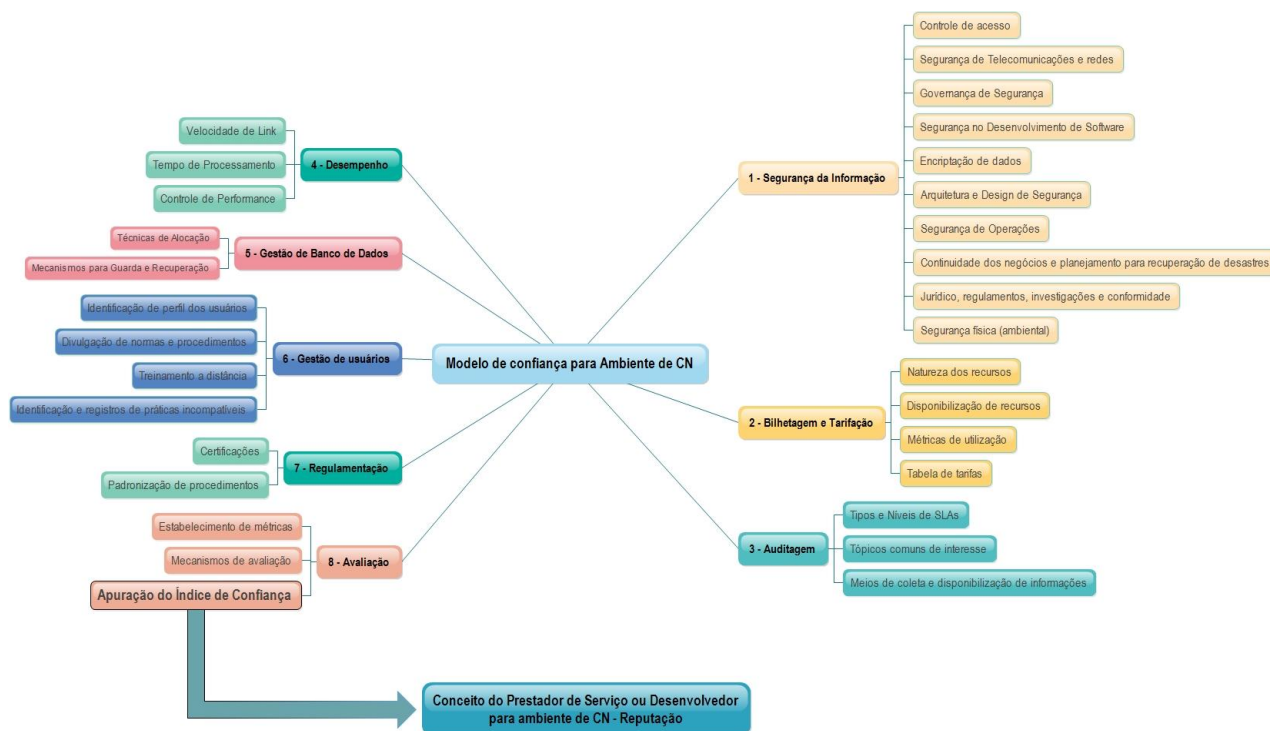 Modelo de confiança para Ambiente de CN
1 - Segurança da Informação
Controle de acesso
Segurança de Telecomunicações e redes
Governança de Segurança
Segurança no Desenvolvimento de Software
Encriptação de dados
Arquitetura e Design de Segurança
Segurança de Operações
Continuidade dos negócios e planejamento para recuperação de desastres
Jurídico, regulamentos, investigações e conformidade
Segurança física (ambiental)
2 - Bilhetagem e Tarifação
Natureza dos recursos
Disponibilização de recursos
Métricas de utilização
Tabela de tarifas
3 - Auditagem
Tipos e Níveis de SLAs
Tópicos comuns de interesse
Meios de coleta e disponibilização de informações
4 - Desempenho
Velocidade de Link
Tempo de Processamento
Controle de Performance
5 - Gestão de Banco de Dados
Técnicas de Alocação
Mecanismos para Guarda e Recuperação
6 - Gestão de usuários
Identificação de perfil dos usuários
Divulgação de normas e procedimentos
Treinamento a distância
Identificação e registros de práticas incompatíveis
7 - Regulamentação
Certificações
Padronização de procedimentos
8 - Avaliação
Estabelecimento de métricas
Mecanismos de avaliação
Apuração do Índice de Confiança
Conceito do Prestador de Serviço ou Desenvolvedor
para ambiente de CN - Reputação